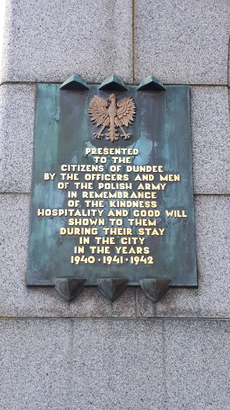 PRESENTED
TO THE
CITIZENS OF DUNDEE
BY THE OFFICERS AND MEN
OF THE POLISH ARMY
IN REMEMBRANCE
OF THE KINDNESS
HOSPITALITY AND GOOD WILL
SHOWN TO THEM
DURING THEIR STAY
IN THE CITY
IN THE YEARS
1940·1941·1942